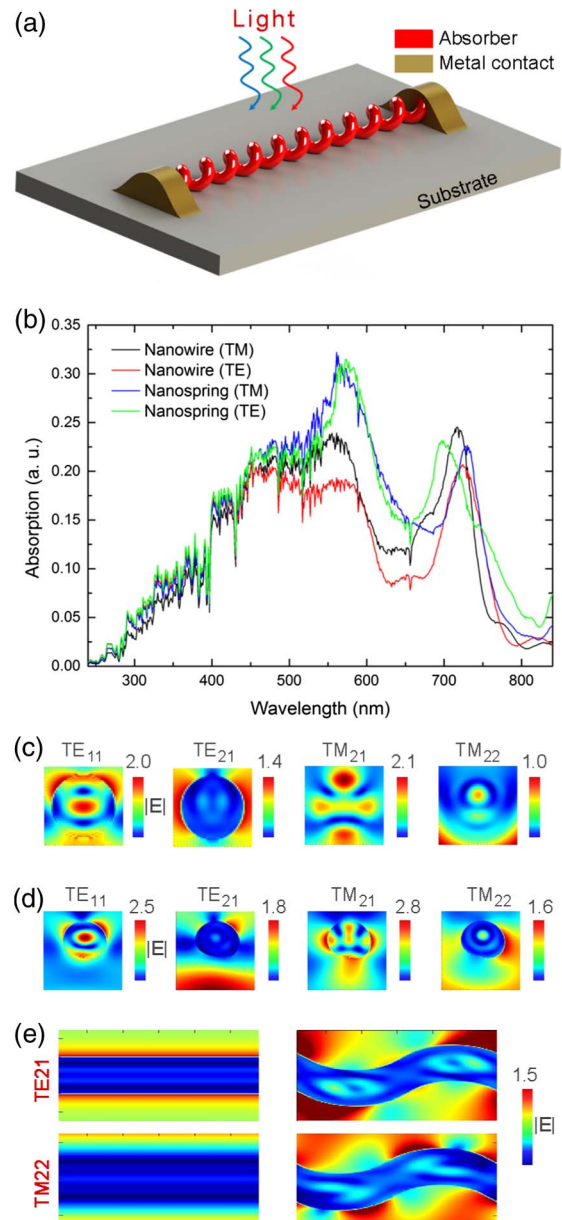 (a)
Light
Absorber
Metal contact
Substrate
(b)
Absorption (a. u.)
0.35
0.30
0.25
0.20
0.15
0.10
0.05
0.00
Nanowire (TM)
Nanowire (TE)
Nanospring (TM)
Nanospring (TE)
300 400 500 600 700 800
Wavelength (nm)
(c)
TE11 2.0 TE21 1.4 TM21 2.1 TM22 1.0
|E|
(d)
TE11 2.5 TE21 1.8 TM21 2.8 TM22 1.6
|E|
(e)
TE21
TM22
1.5
|E|